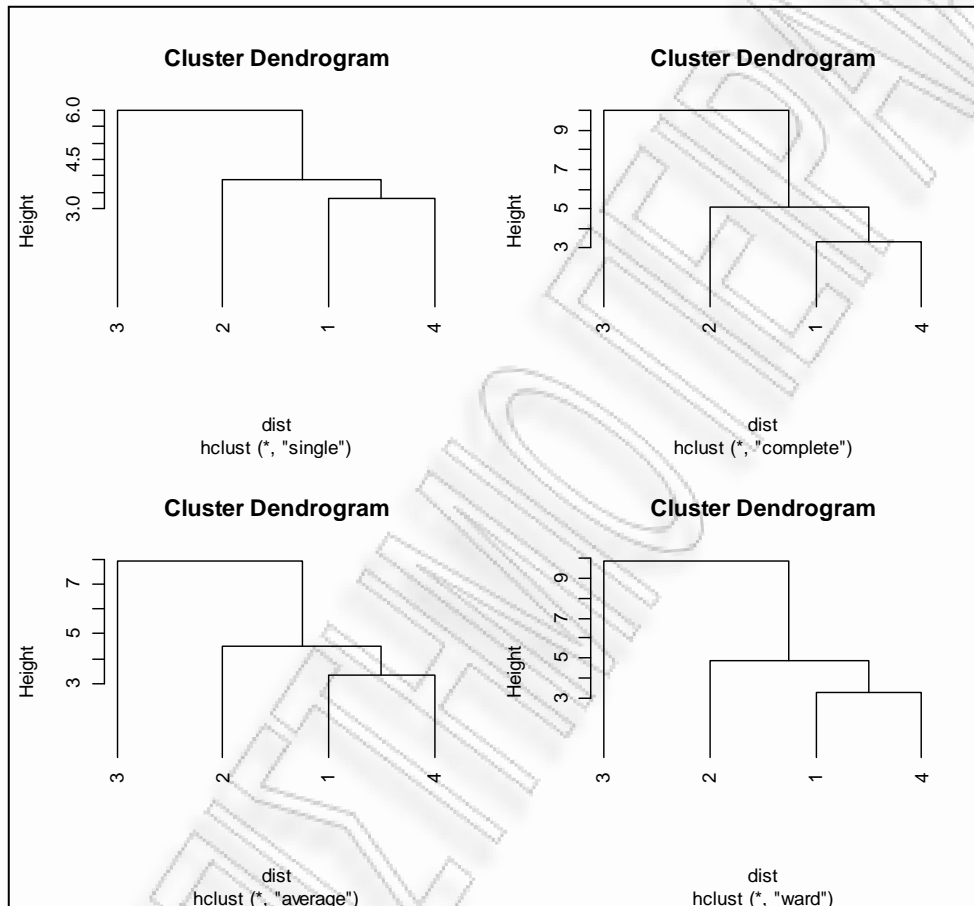 Cluster Dendrogram
Height
3.0
4.5
6.0
3
2
1
4
dist
hclust (*, "single")
Cluster Dendrogram
Height
3
5
7
9
3
2
1
4
dist
hclust (*, "complete")
Cluster Dendrogram
Height
3
5
7
3
2
1
4
dist
hclust (*, "average")
Cluster Dendrogram
Height
3
5
7
9
3
2
1
4
dist
hclust (*, "ward")